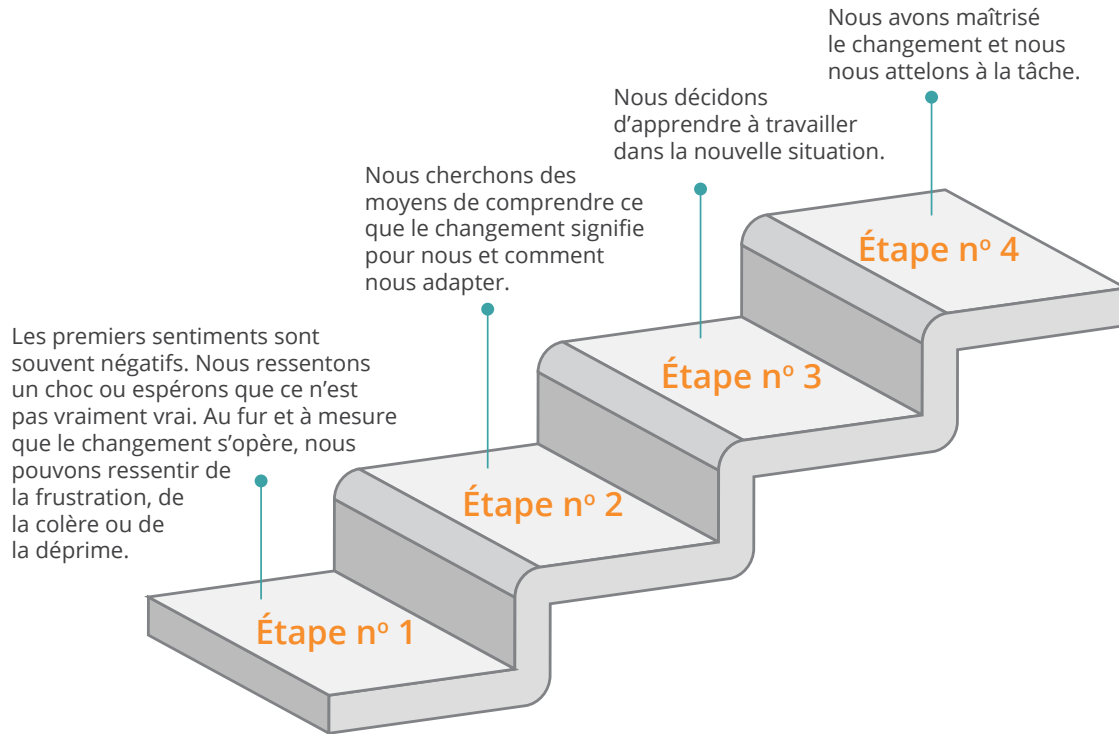 Les premiers sentiments sont
souvent négatifs. Nous ressentons
un choc ou espérons que ce n’est
pas vraiment vrai. Au fur et à mesure
que le changement s’opère, nous
pouvons ressentir de
la frustration, de
la colère ou de
la déprime.
Étape nº 1
Nous cherchons des
moyens de comprendre ce
que le changement signifie
pour nous et comment
nous adapter.
Étape nº 2
Nous décidons
d’apprendre à travailler
dans la nouvelle situation.
Étape nº 3
Nous avons maîtrisé
le changement et nous
nous attelons à la tâche.
Étape nº 4